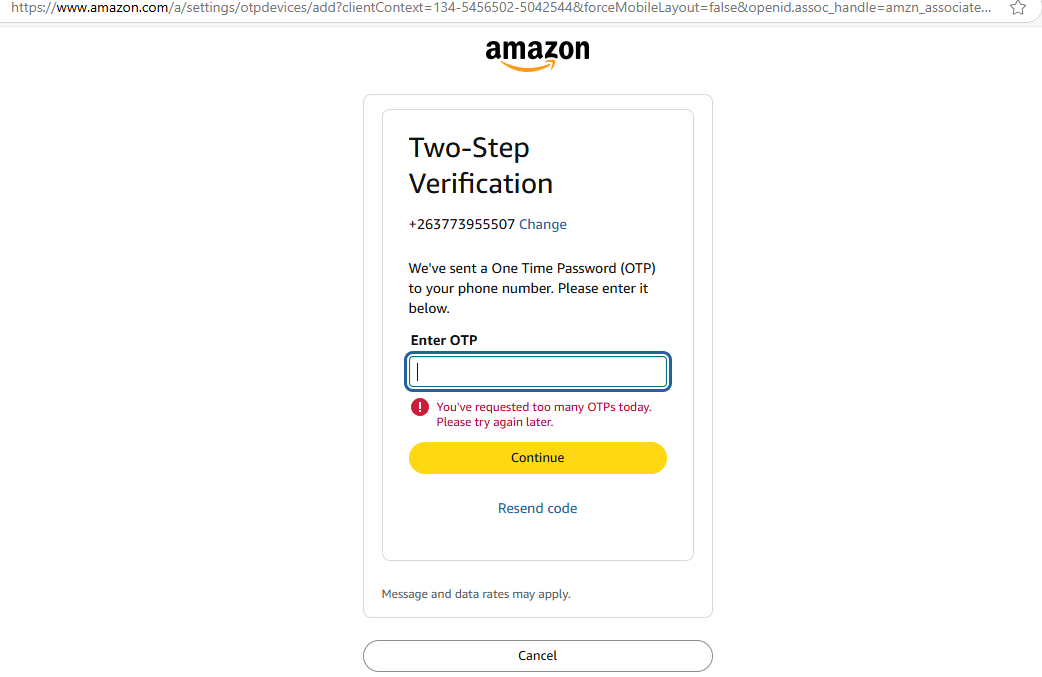 https://www.amazon.com/a/settings/otpdevices/add?clientContext=134-5456502-5042544&forceMobileLayout=false&openid.assoc_handle=amzn_associate...
amazon
Two-Step
Verification
+263773955507 Change
We've sent a One Time Password (OTP)
to your phone number. Please enter it
below.
Enter OTP
You've requested too many OTPs today.
Please try again later.
Continue
Resend code
Message and data rates may apply.
Cancel